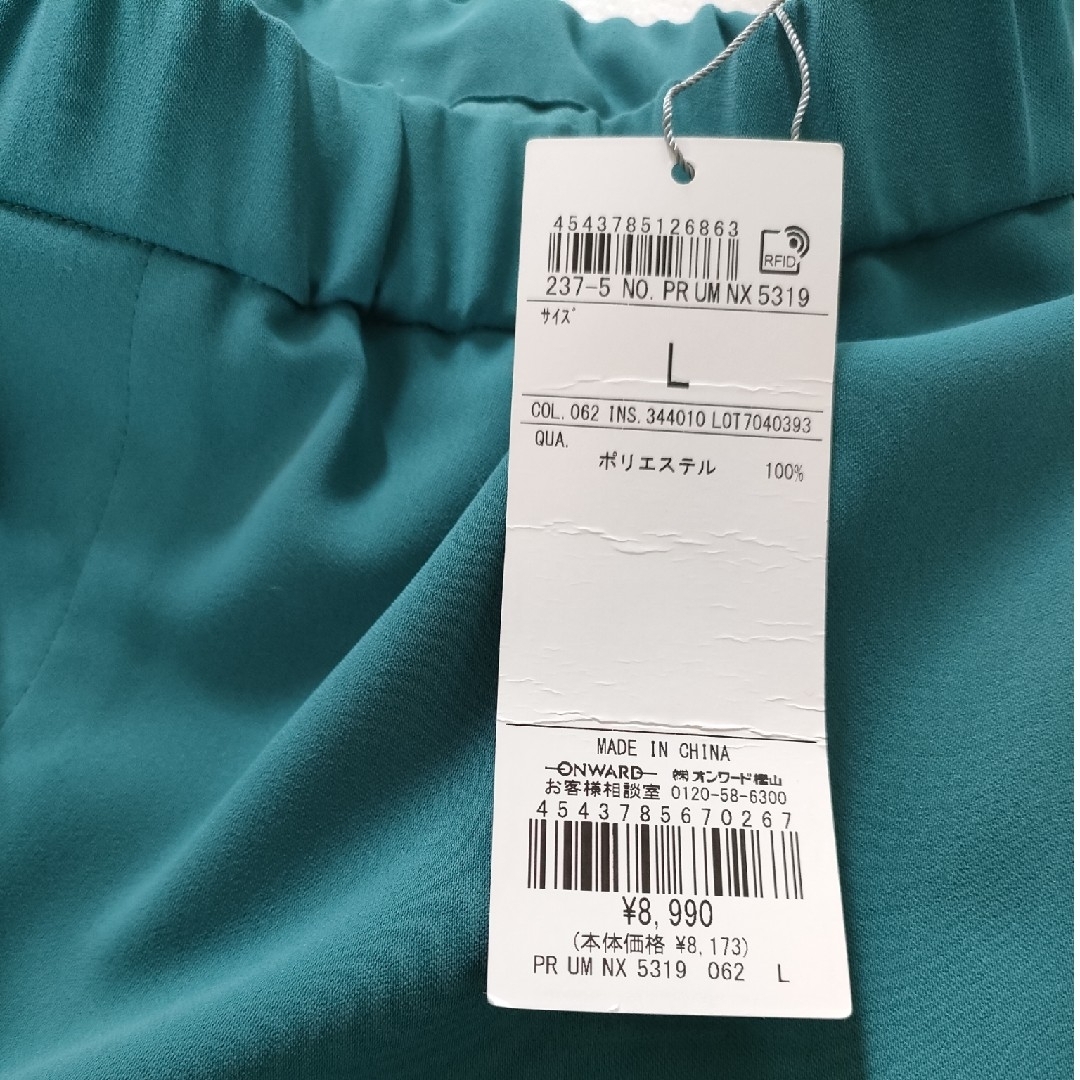 4543785126863
RFID
237-5 NO. PR UM NX 5319
サイズ
L
COL. 062 INS. 344010 LOT7040393
QUA.
ポリエステル 100%
MADE IN CHINA
ONWARD ㈱オンワード樫山
お客様相談室 0120-58-6300
4543785670267
¥8,990
(本体価格 ¥8,173)
PR UM NX 5319 062 L